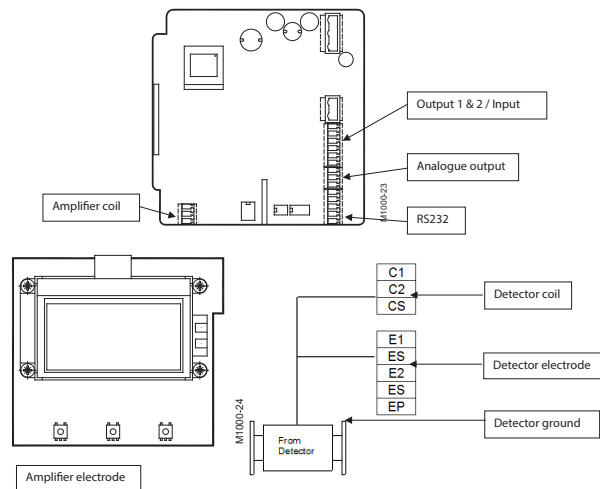 Output 1 & 2 / Input
Analogue output
M1000-23
Amplifier coil
RS232
C1
C2
CS
Detector coil
E1
ES
E2
ES
EP
Detector electrode
M1000-24
From
Detector
Detector ground
Amplifier electrode